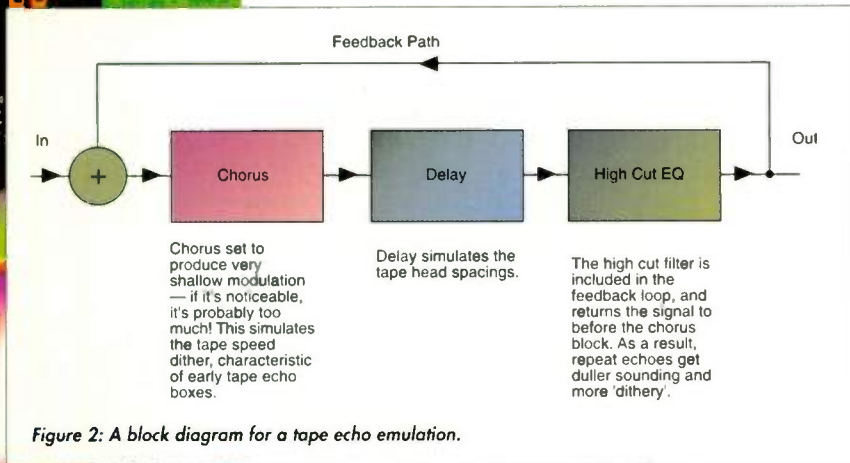 Feedback Path
In
Out
+
Chorus
Delay
High Cut EQ
Chorus set to
produce very
shallow modulation
— if it's noticeable,
it's probably too
much! This simulates
the tape speed
dither, characteristic
of early tape echo
boxes.
Delay simulates the
tape head spacings.
The high cut filter is
included in the
feedback loop, and
returns the signal to
before the chorus
block. As a result,
repeat echoes get
duller sounding and
more 'dithery'.
Figure 2: A block diagram for a tape echo emulation.